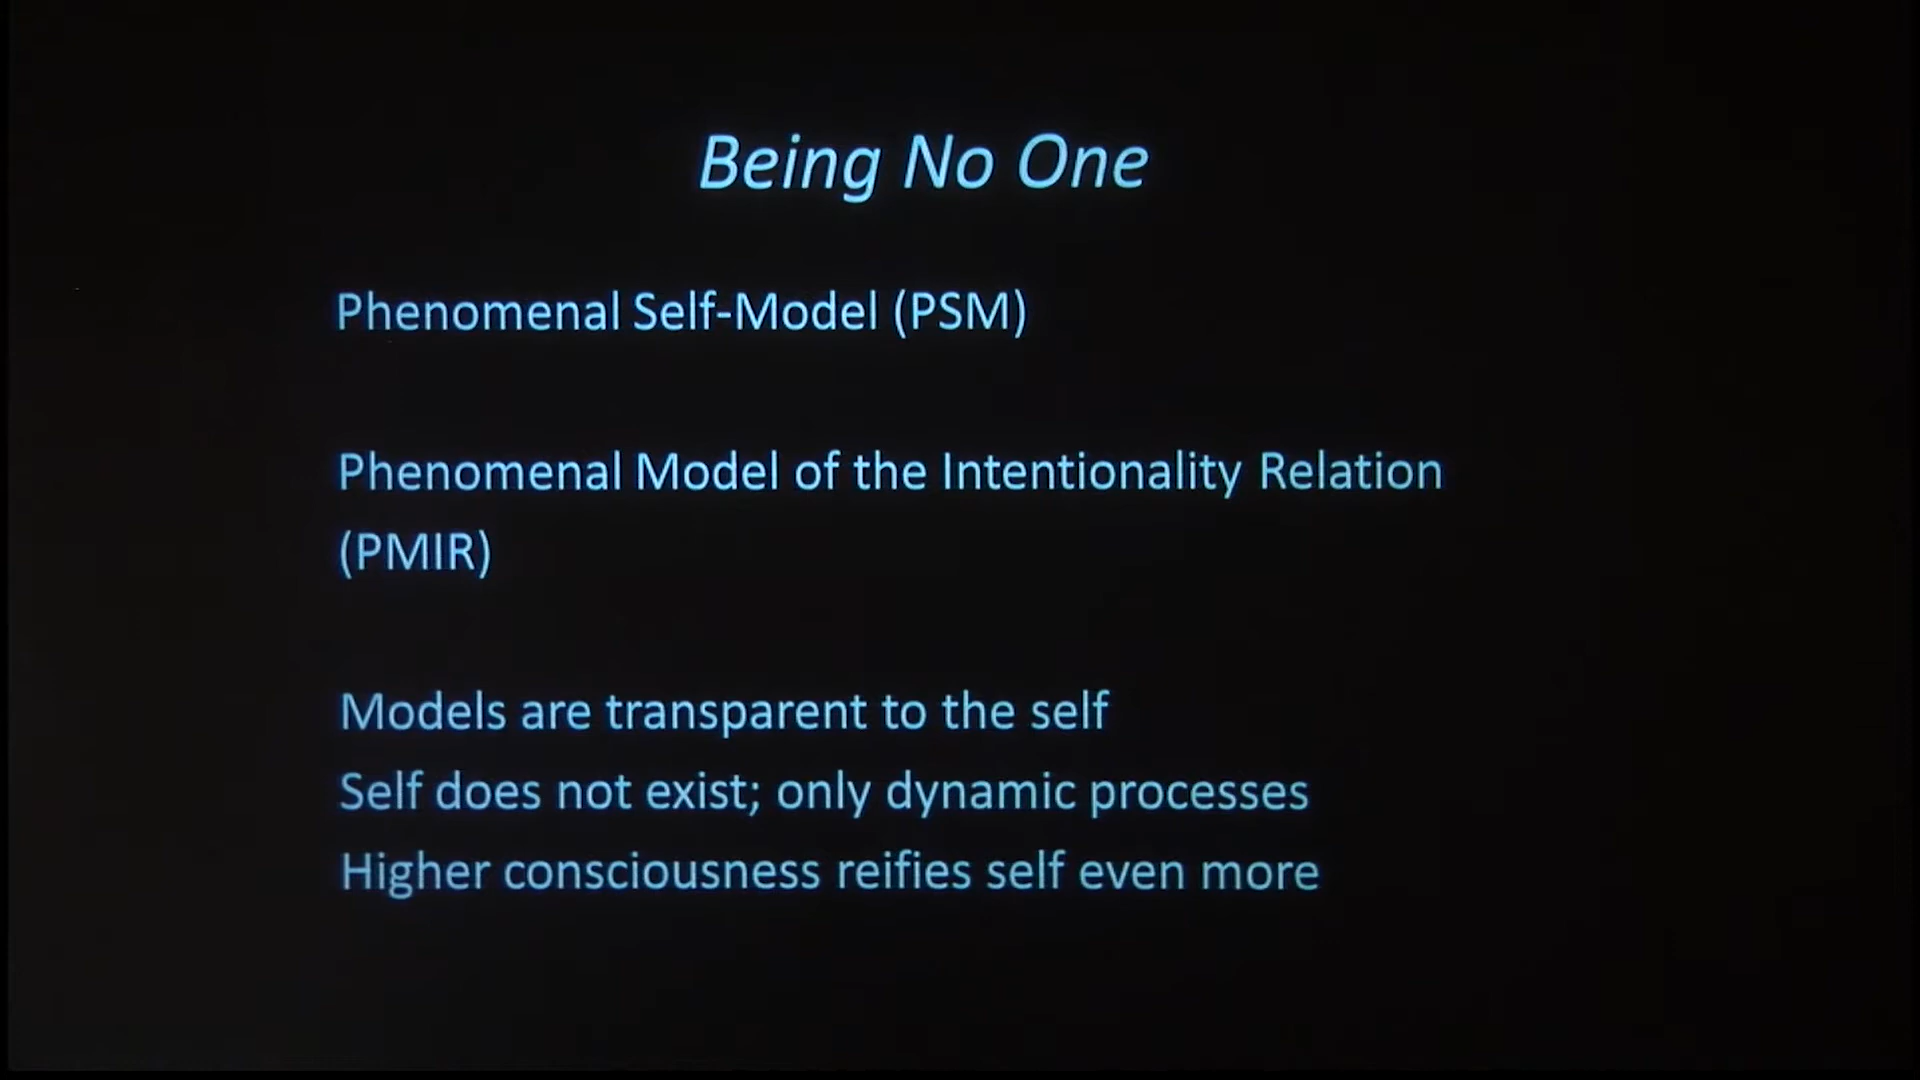 Being No One
Phenomenal Self-Model (PSM)
Phenomenal Model of the Intentionality Relation
(PMIR)
Models are transparent to the self
Self does not exist; only dynamic processes
Higher consciousness reifies self even more